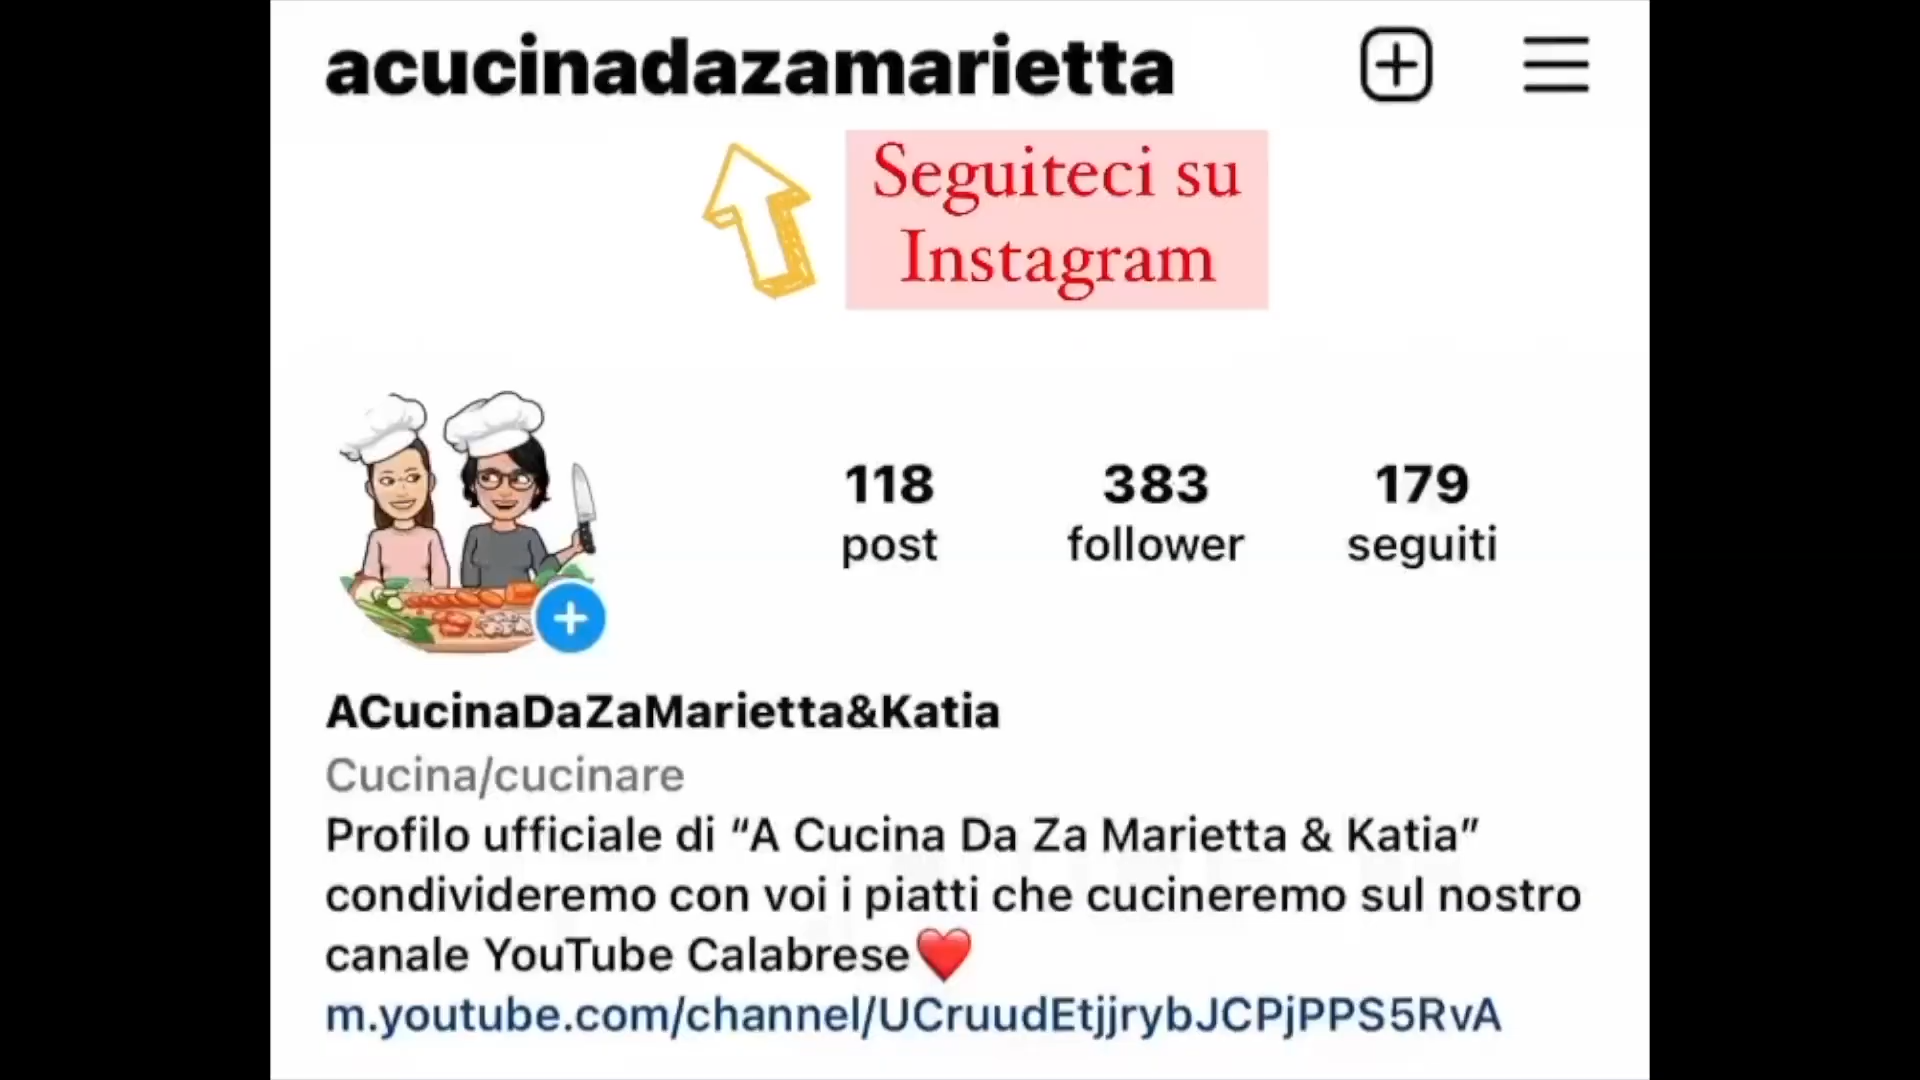 acucinadazamarietta
Seguiteci su
Instagram
118
383
179
post
follower
seguiti
ACucinaDaZaMarietta&Katia
Cucina/cucinare
Profilo ufficiale di “A Cucina Da Za Marietta & Katia”
condivideremo con voi i piatti che cucineremo sul nostro
canale YouTube Calabrese❤️
m.youtube.com/channel/UCruudEtjjrybJCPjPPS5RvA